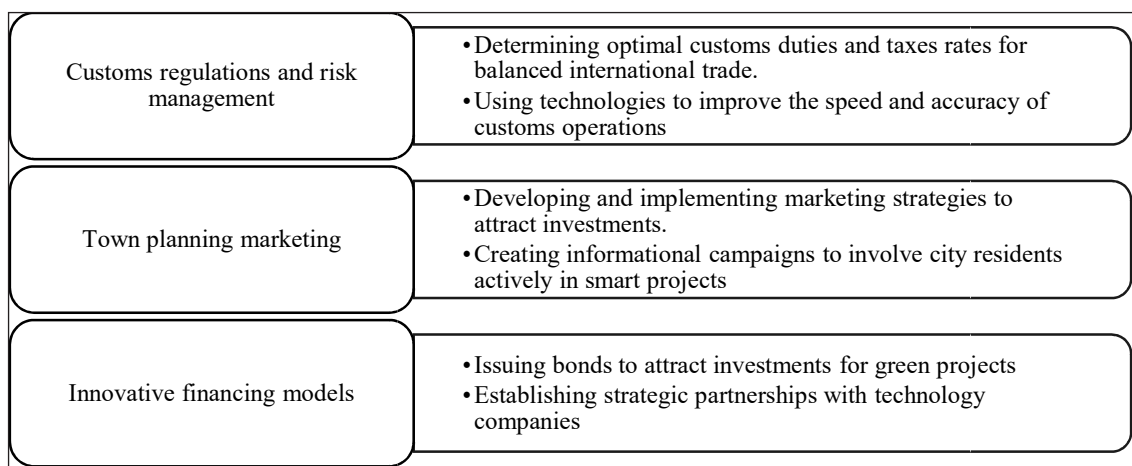 Customs regulations and risk
management
•Determining optimal customs duties and taxes rates for
balanced international trade.
•Using technologies to improve the speed and accuracy of
customs operations
Town planning marketing
•Developing and implementing marketing strategies to
attract investments.
•Creating informational campaigns to involve city residents
actively in smart projects
Innovative financing models
•Issuing bonds to attract investments for green projects
•Establishing strategic partnerships with technology
companies